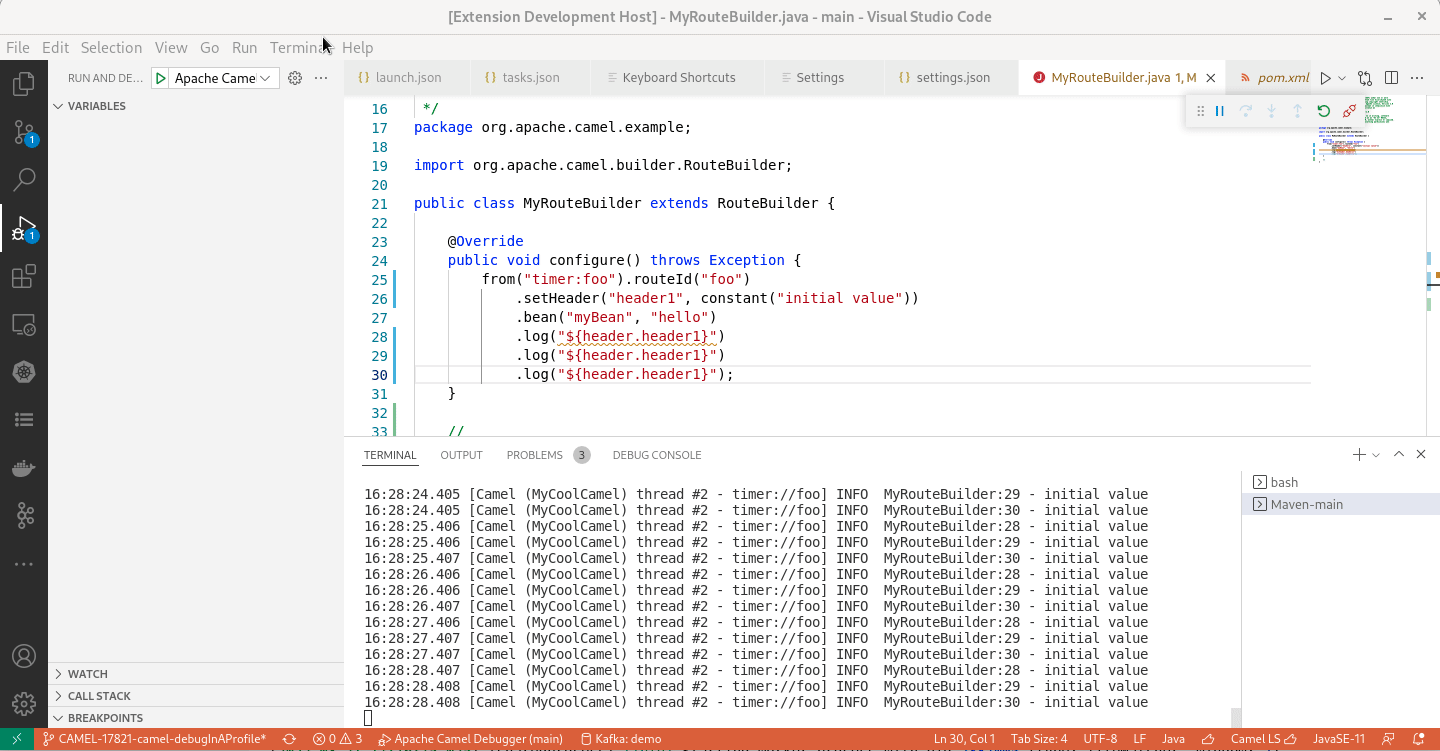 [Extension Development Host] - MyRouteBuilder.java - main - Visual Studio Code
File Edit Selection View Go Run Terminal Help
RUN AND DE... Apache Came
launch.json tasks.json Keyboard Shortcuts Settings settings.json MyRouteBuilder.java 1, M pom.xml
VARIABLES
1
1
16 */
17 package org.apache.camel.example;
18
19 import org.apache.camel.builder.RouteBuilder;
20
21 public class MyRouteBuilder extends RouteBuilder {
22
23 @Override
24 public void configure() throws Exception {
25 from("timer:foo").routeId("foo")
26 .setHeader("header1", constant("initial value"))
27 .bean("myBean", "hello")
28 .log("${header.header1}")
29 .log("${header.header1}")
30 .log("${header.header1}");
31 }
32
33 //
TERMINAL OUTPUT PROBLEMS 3 DEBUG CONSOLE
16:28:24.405 [Camel (MyCoolCamel) thread #2 - timer://foo] INFO MyRouteBuilder:29 - initial value
16:28:24.405 [Camel (MyCoolCamel) thread #2 - timer://foo] INFO MyRouteBuilder:30 - initial value
16:28:25.406 [Camel (MyCoolCamel) thread #2 - timer://foo] INFO MyRouteBuilder:28 - initial value
16:28:25.406 [Camel (MyCoolCamel) thread #2 - timer://foo] INFO MyRouteBuilder:29 - initial value
16:28:25.407 [Camel (MyCoolCamel) thread #2 - timer://foo] INFO MyRouteBuilder:30 - initial value
16:28:26.406 [Camel (MyCoolCamel) thread #2 - timer://foo] INFO MyRouteBuilder:28 - initial value
16:28:26.406 [Camel (MyCoolCamel) thread #2 - timer://foo] INFO MyRouteBuilder:29 - initial value
16:28:26.407 [Camel (MyCoolCamel) thread #2 - timer://foo] INFO MyRouteBuilder:30 - initial value
16:28:27.406 [Camel (MyCoolCamel) thread #2 - timer://foo] INFO MyRouteBuilder:28 - initial value
16:28:27.407 [Camel (MyCoolCamel) thread #2 - timer://foo] INFO MyRouteBuilder:29 - initial value
16:28:27.407 [Camel (MyCoolCamel) thread #2 - timer://foo] INFO MyRouteBuilder:30 - initial value
16:28:28.407 [Camel (MyCoolCamel) thread #2 - timer://foo] INFO MyRouteBuilder:28 - initial value
16:28:28.408 [Camel (MyCoolCamel) thread #2 - timer://foo] INFO MyRouteBuilder:29 - initial value
16:28:28.408 [Camel (MyCoolCamel) thread #2 - timer://foo] INFO MyRouteBuilder:30 - initial value
bash
Maven-main
WATCH
CALL STACK
BREAKPOINTS
CAMEL-17821-camel-debugInAProfile* 0 3 Apache Camel Debugger (main) Kafka: demo Ln 30, Col 1 Tab Size: 4 UTF-8 LF Java Camel LS JavaSE-11